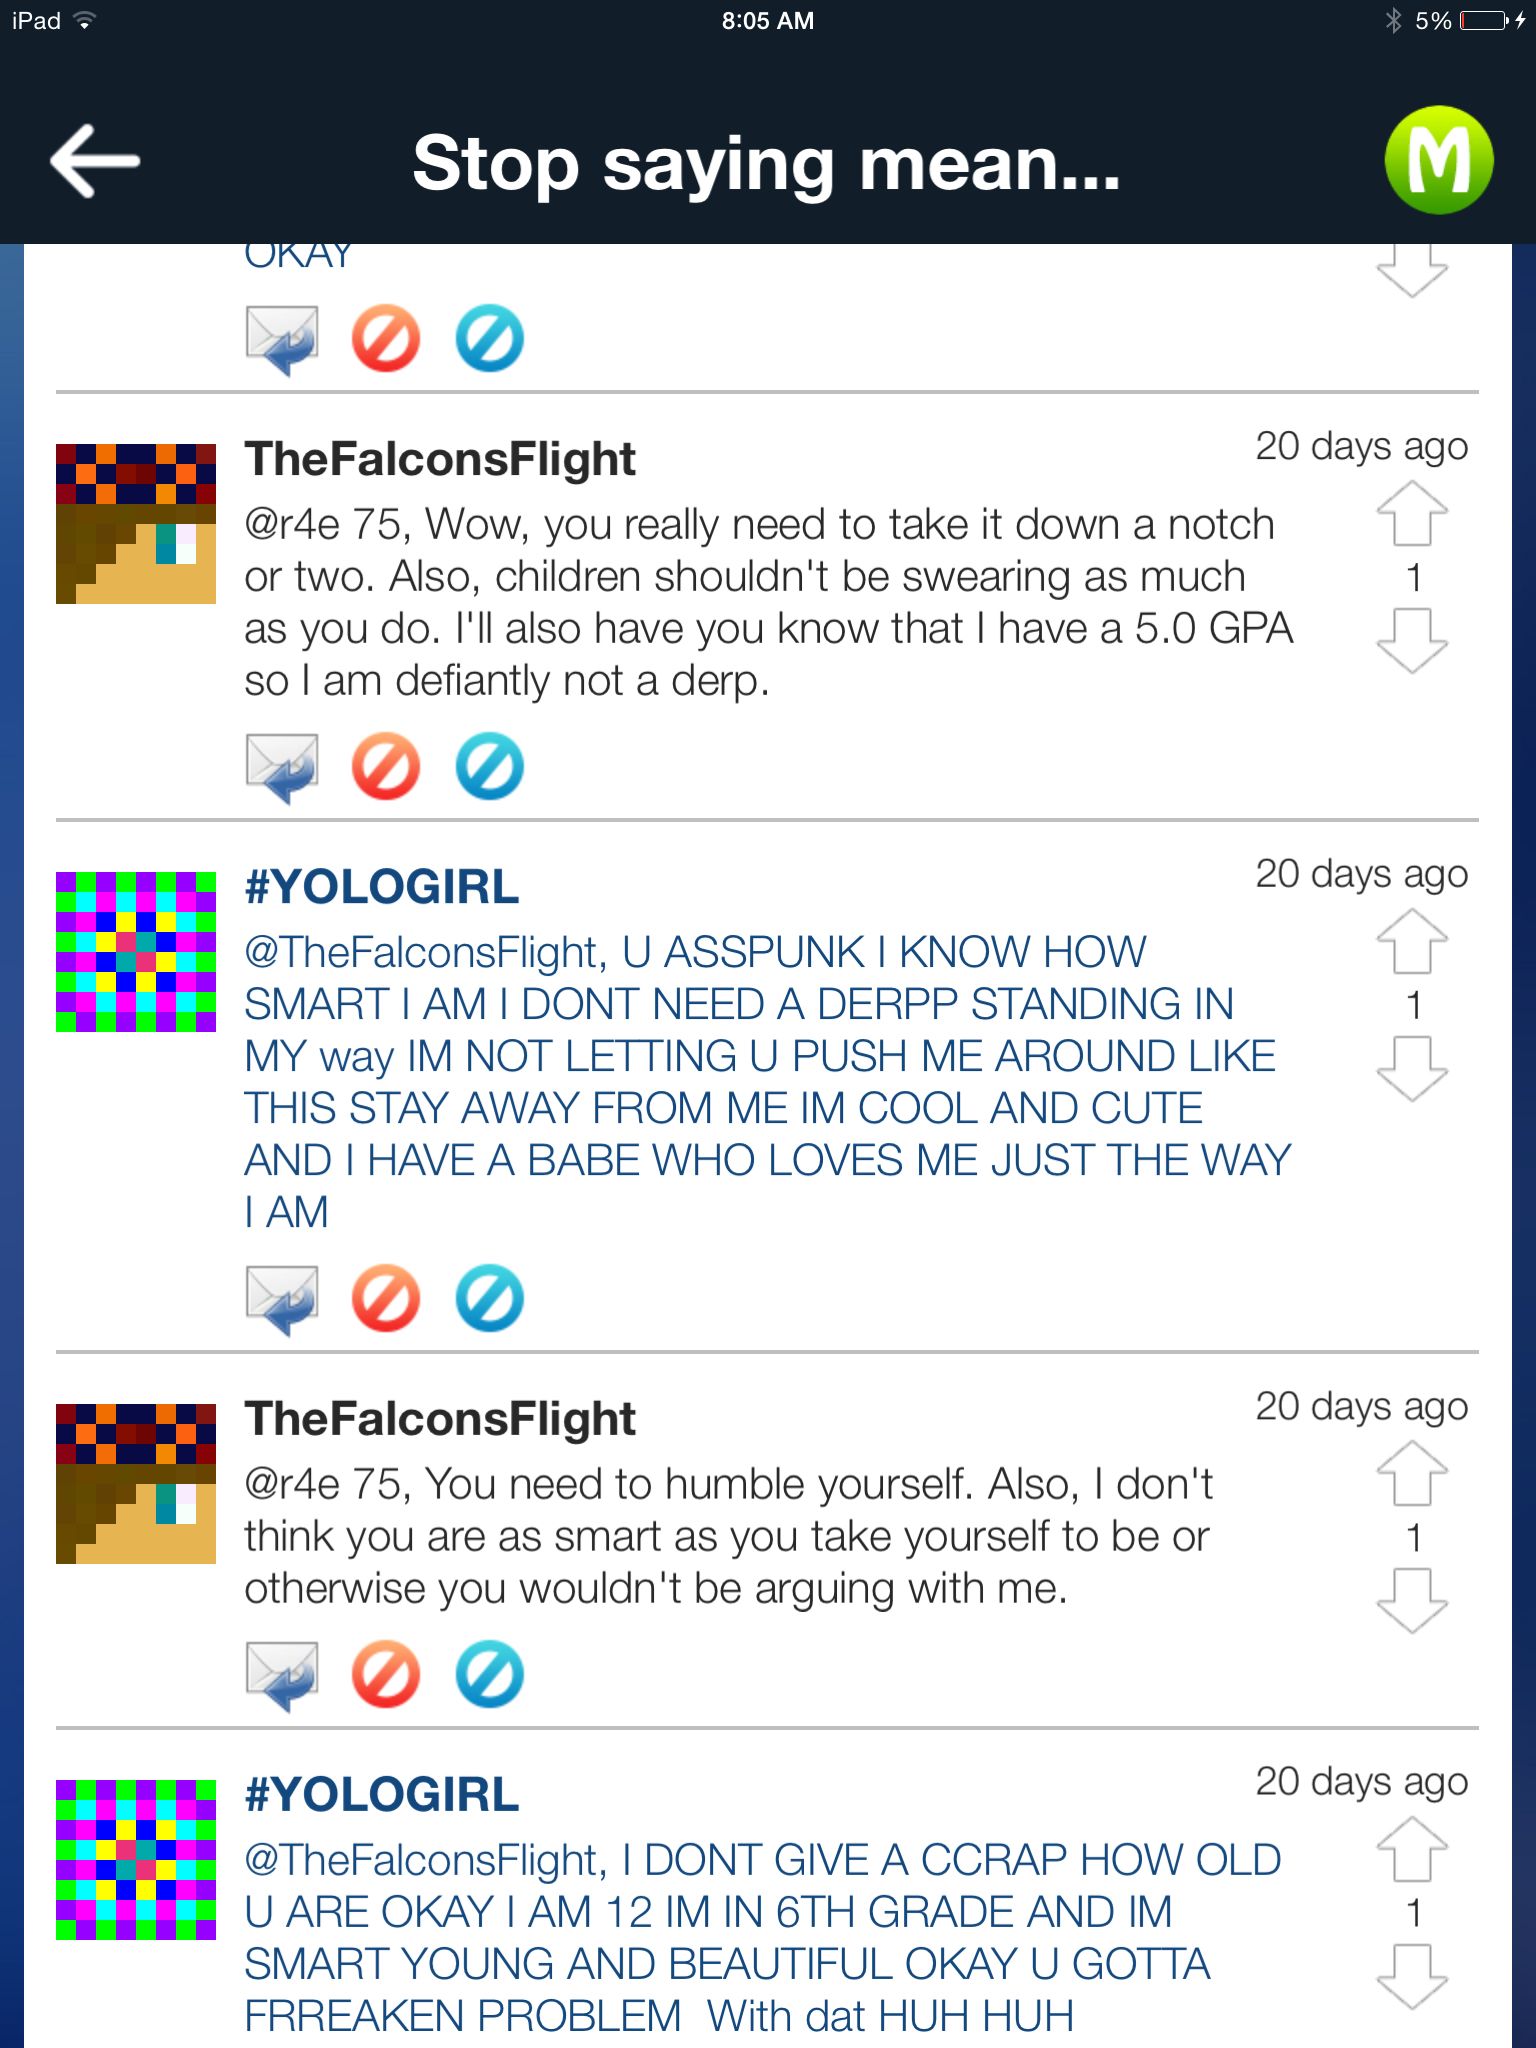 iPad 8:05 AM 5%
Stop saying mean... M
OKAY
TheFalconsFlight 20 days ago
@r4e 75, Wow, you really need to take it down a notch
or two. Also, children shouldn't be swearing as much
1
as you do. I'll also have you know that I have a 5.0 GPA
so I am defiantly not a derp.
#YOLOGIRL 20 days ago
@TheFalconsFlight, U ASSPUNK I KNOW HOW
SMART I AM I DONT NEED A DERPP STANDING IN
1
MY way IM NOT LETTING U PUSH ME AROUND LIKE
THIS STAY AWAY FROM ME IM COOL AND CUTE
AND I HAVE A BABE WHO LOVES ME JUST THE WAY
I AM
TheFalconsFlight 20 days ago
@r4e 75, You need to humble yourself. Also, I don't
think you are as smart as you take yourself to be or
1
otherwise you wouldn't be arguing with me.
#YOLOGIRL 20 days ago
@TheFalconsFlight, I DONT GIVE A CCRAP HOW OLD
U ARE OKAY I AM 12 IM IN 6TH GRADE AND IM
1
SMART YOUNG AND BEAUTIFUL OKAY U GOTTA
FRREAKEN PROBLEM  With dat HUH HUH